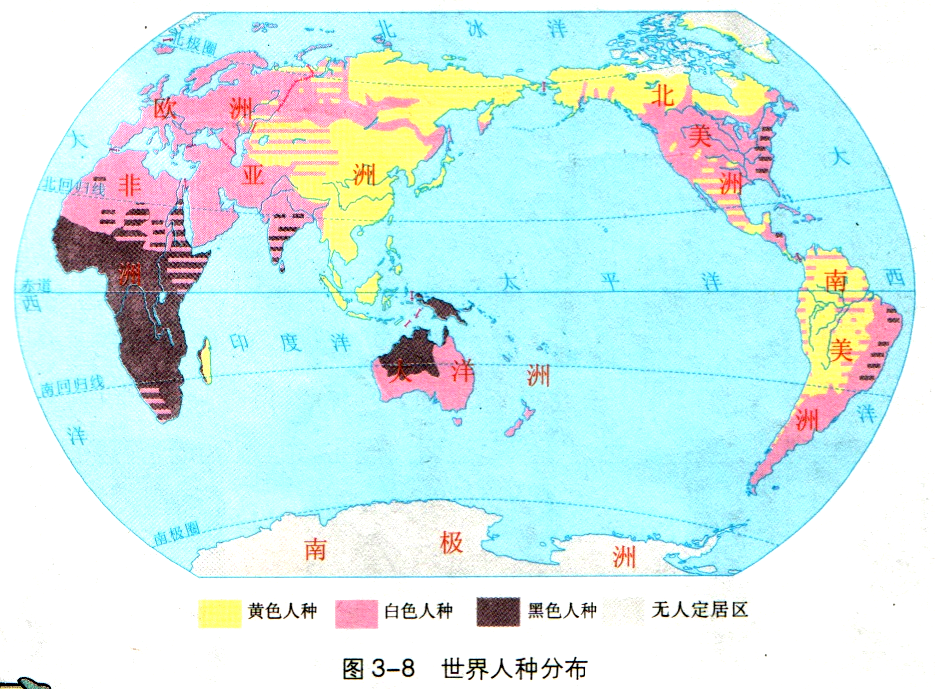 北冰洋
北极圈
欧洲
北
大
美
大
亚洲
非
洲
北回归线
洲
南
太平洋
西
赤道
西
印度洋
美
大洋洲
南回归线
洲
洋
洋
南极圈
南极洲
黄色人种 白色人种 黑色人种 无人定居区
图 3-8 世界人种分布